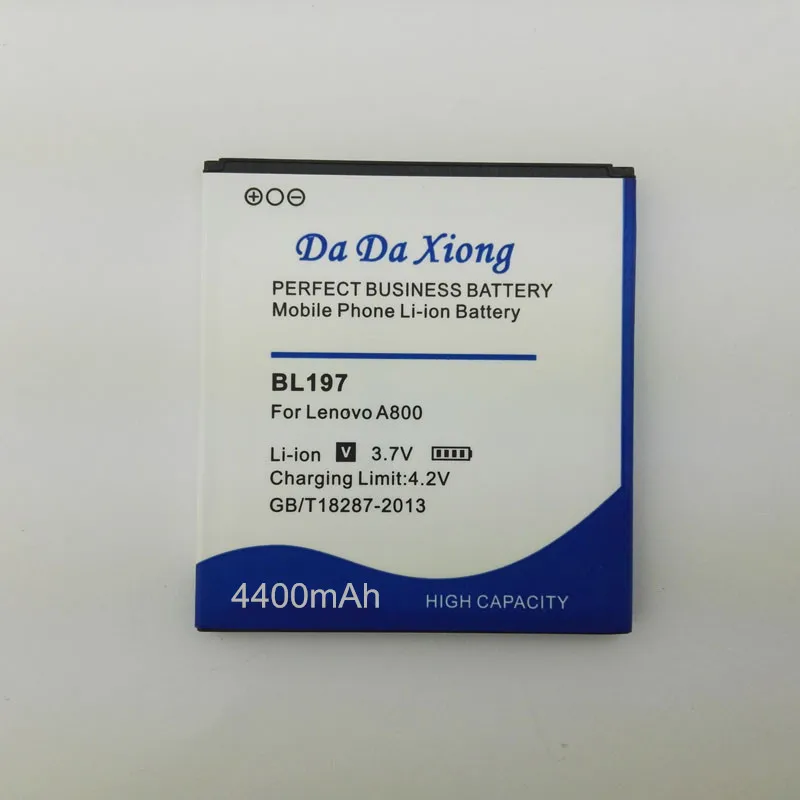 Da Da Xiong
PERFECT BUSINESS BATTERY
Mobile Phone Li-ion Battery
BL197
For Lenovo A800
Li-ion V 3.7V
Charging Limit:4.2V
GB/T18287-2013
4400mAh HIGH CAPACITY